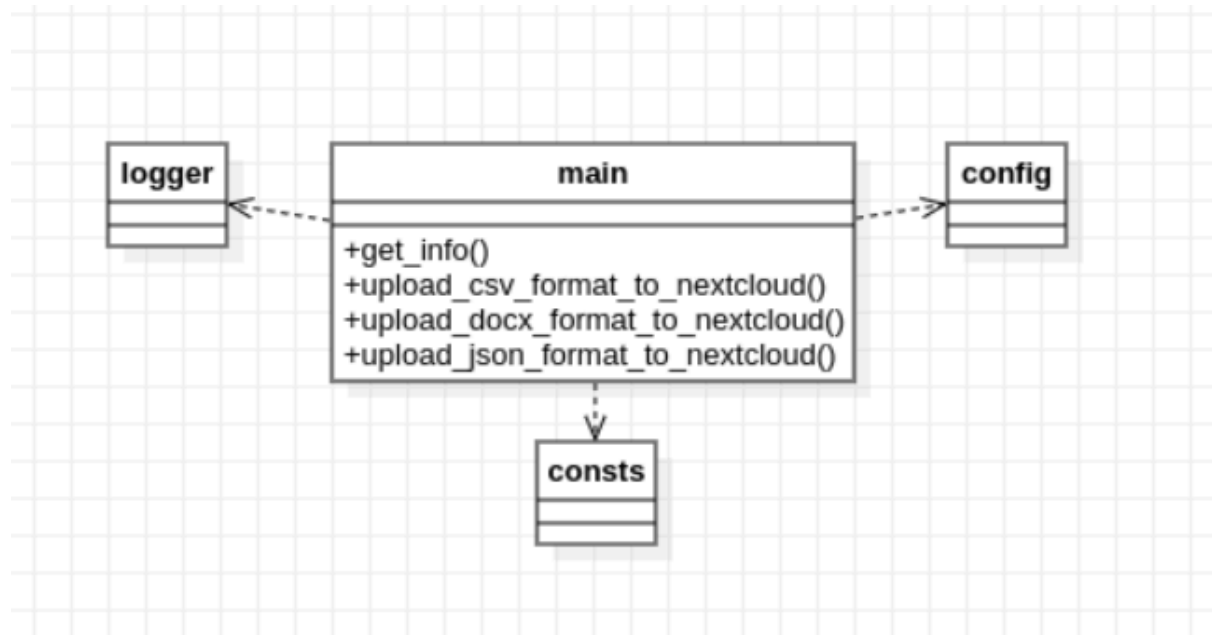 logger
main
config
+get_info()
+upload_csv_format_to_nextcloud()
+upload_docx_format_to_nextcloud()
+upload_json_format_to_nextcloud()
consts